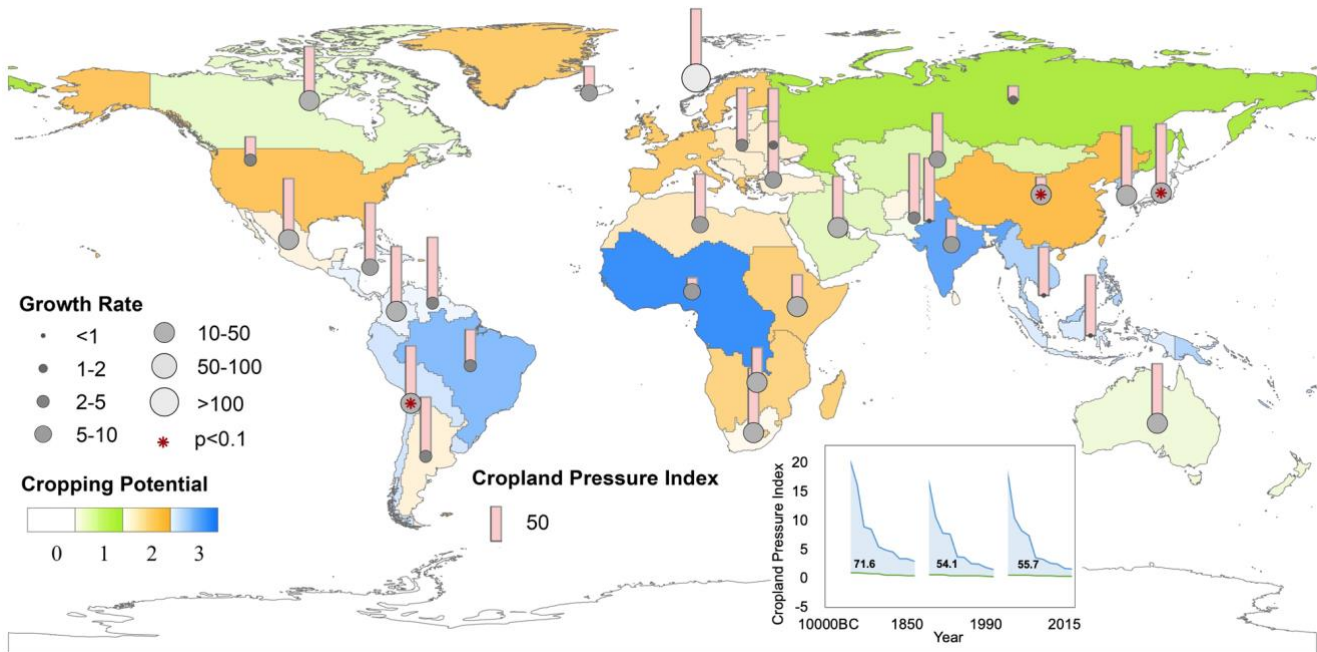 Growth Rate
<1
1-2
2-5
5-10
10-50
50-100
>100
p<0.1
Cropping Potential
0 1 2 3
Cropland Pressure Index
50
Cropland Pressure Index
20
15
10
5
0
-5
71.6 54.1 55.7
10000BC 1850 1990 2015
Year